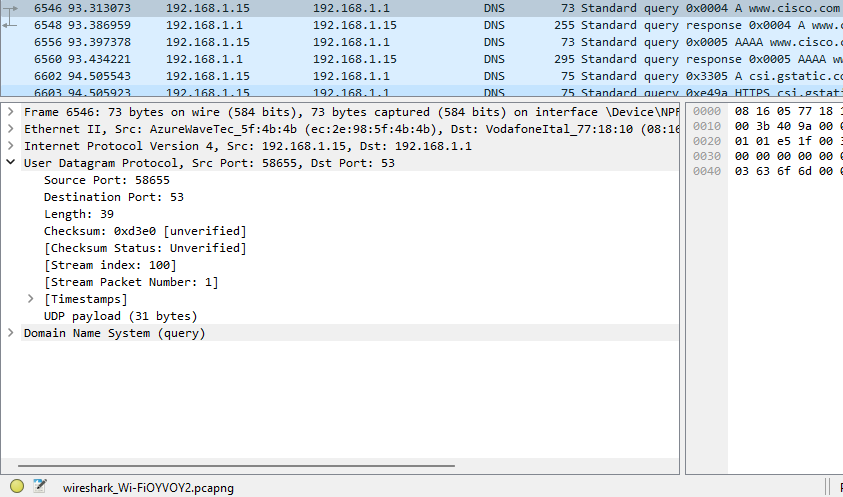 6546 93.313073 192.168.1.15 192.168.1.1 DNS 73 Standard query 0x0004 A www.cisco.com
6548 93.386959 192.168.1.1 192.168.1.15 DNS 255 Standard query response 0x0004 A www.c
6556 93.397378 192.168.1.15 192.168.1.1 DNS 73 Standard query 0x0005 AAAA www.cisco.
6560 93.434221 192.168.1.1 192.168.1.15 DNS 295 Standard query response 0x0005 AAAA ww
6602 94.505543 192.168.1.15 192.168.1.1 DNS 75 Standard query 0x3305 A csi.gstatic.co
6603 94.505923 192.168.1.15 192.168.1.1 DNS 75 Standard query 0xe49a HTTPS csi.gstati
Frame 6546: 73 bytes on wire (584 bits), 73 bytes captured (584 bits) on interface \Device\NPF
Ethernet II, Src: AzureWaveTec_5f:4b:4b (ec:2e:98:5f:4b:4b), Dst: VodafoneItal_77:18:10 (08:16
Internet Protocol Version 4, Src: 192.168.1.15, Dst: 192.168.1.1
User Datagram Protocol, Src Port: 58655, Dst Port: 53
Source Port: 58655
Destination Port: 53
Length: 39
Checksum: 0xd3e0 [unverified]
[Checksum Status: Unverified]
[Stream index: 100]
[Stream Packet Number: 1]
[Timestamps]
UDP payload (31 bytes)
Domain Name System (query)
0000 08 16 05 77 18 1
0010 00 3b 40 9a 00 0
0020 01 01 e5 1f 00 3
0030 00 00 00 00 00 0
0040 03 63 6f 6d 00 0
wireshark_Wi-FiOYVOY2.pcapng